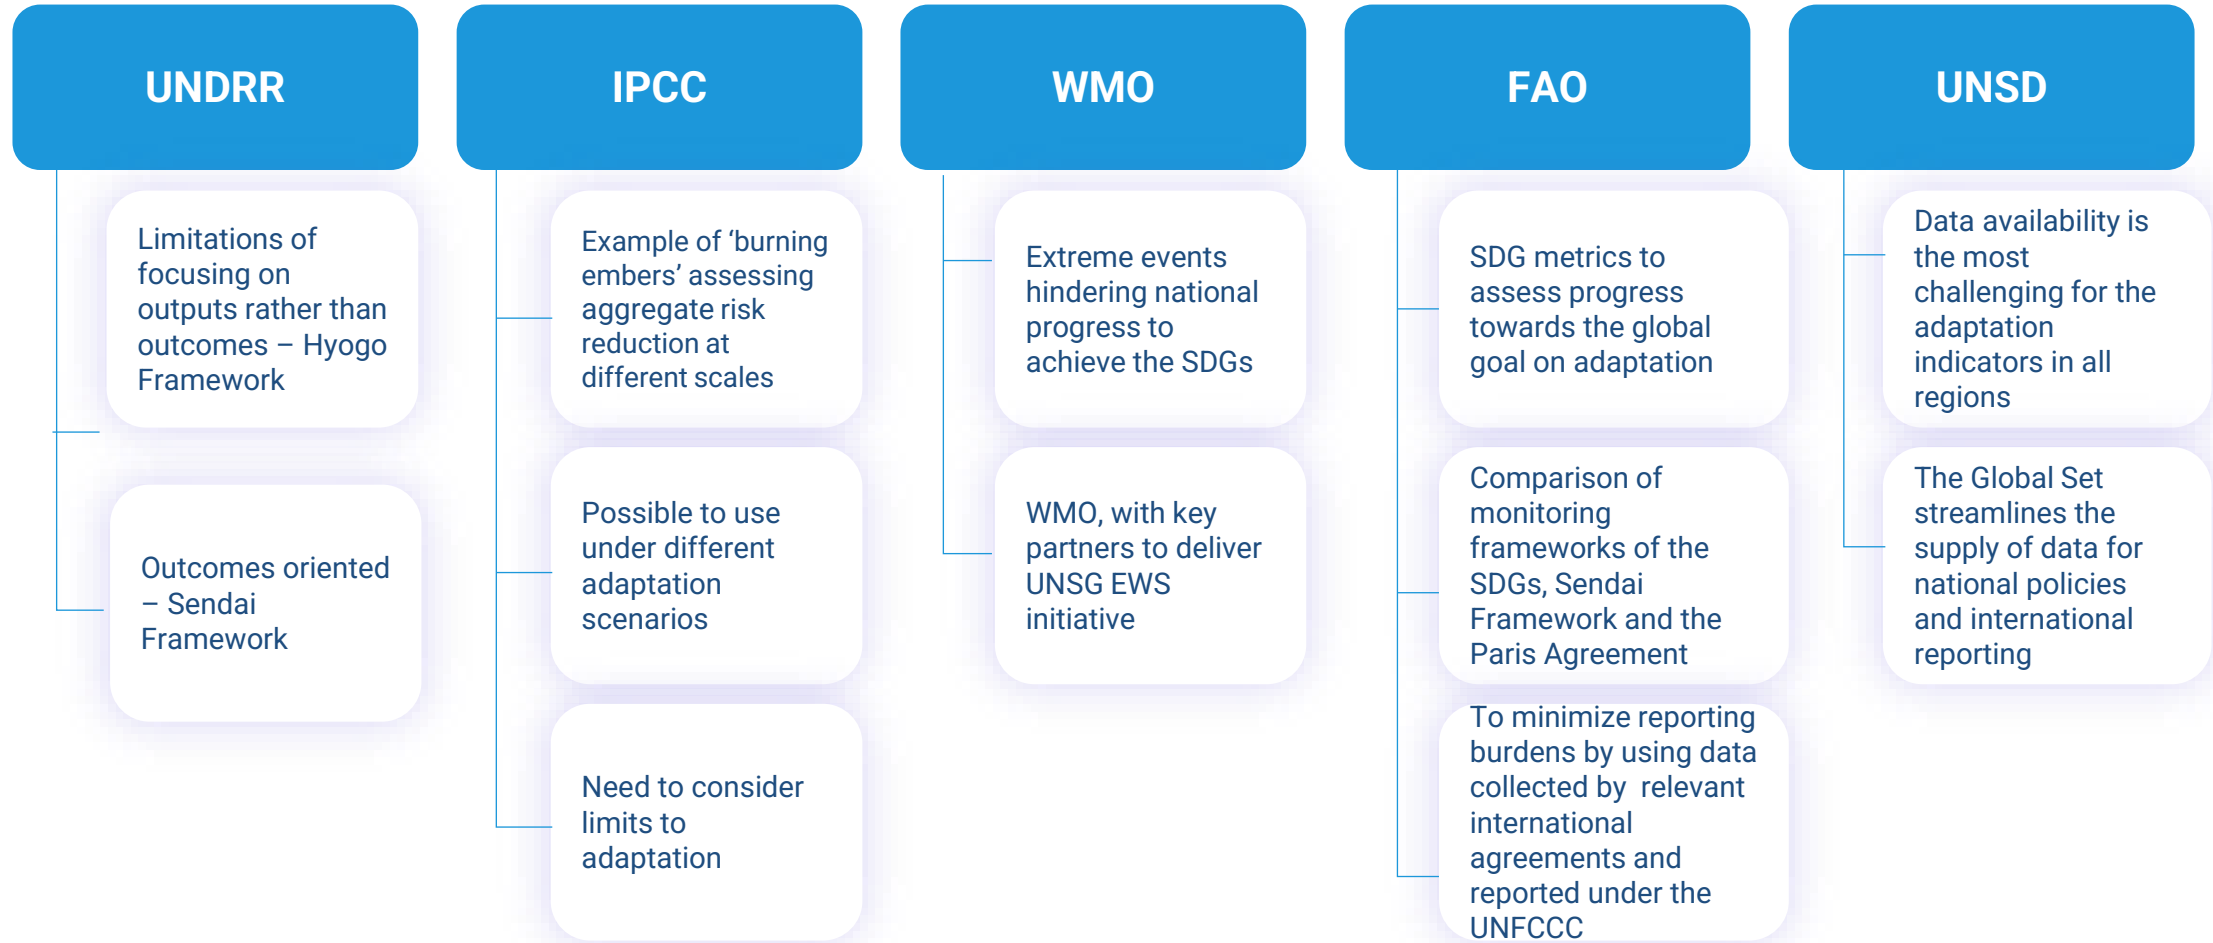 UNDRR
Limitations of
focusing on
outputs rather than
outcomes – Hyogo
Framework
Outcomes oriented
– Sendai
Framework
IPCC
Example of ‘burning
embers’ assessing
aggregate risk
reduction at
different scales
Possible to use
under different
adaptation
scenarios
Need to consider
limits to
adaptation
WMO
Extreme events
hindering national
progress to
achieve the SDGs
WMO, with key
partners to deliver
UNSG EWS
initiative
FAO
SDG metrics to
assess progress
towards the global
goal on adaptation
Comparison of
monitoring
frameworks of the
SDGs, Sendai
Framework and the
Paris Agreement
To minimize reporting
burdens by using data
collected by  relevant
international
agreements and
reported under the
UNFCCC
UNSD
Data availability is
the most
challenging for the
adaptation
indicators in all
regions
The Global Set
streamlines the
supply of data for
national policies
and international
reporting